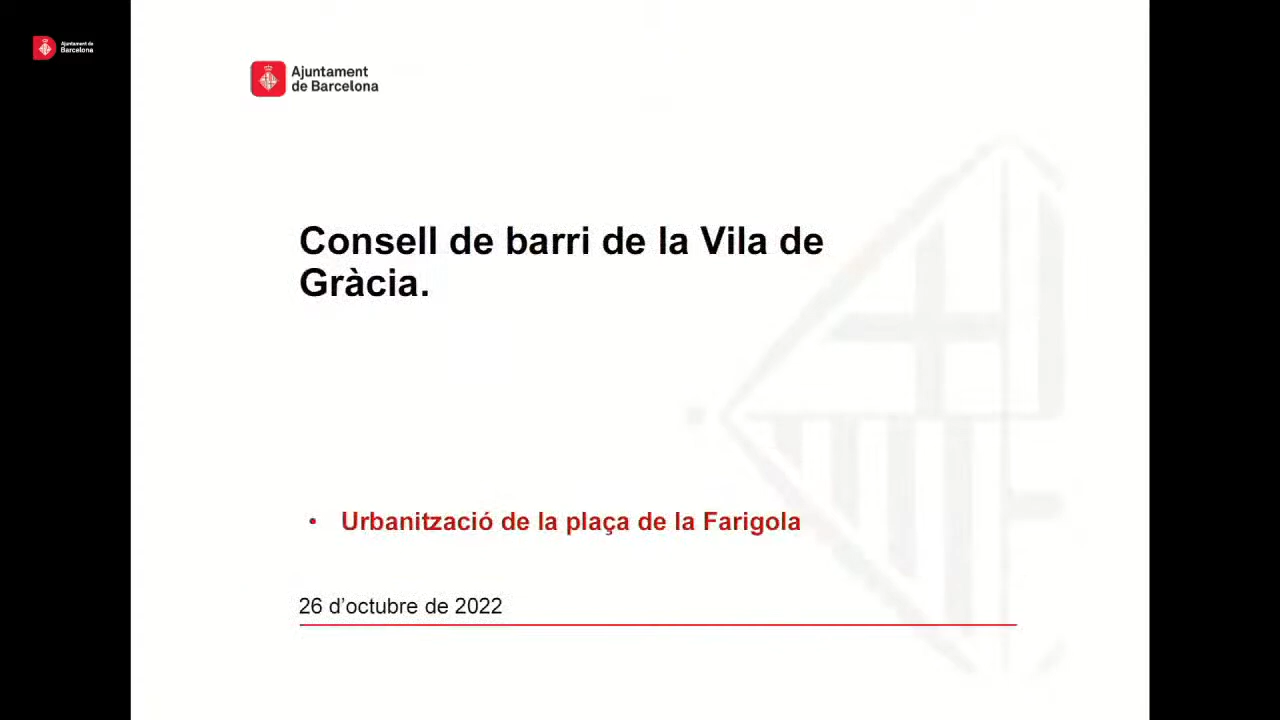 Ajuntament de
Barcelona
Ajuntament
de Barcelona
Consell de barri de la Vila de
Gràcia.
• Urbanització de la plaça de la Farigola
26 d’octubre de 2022